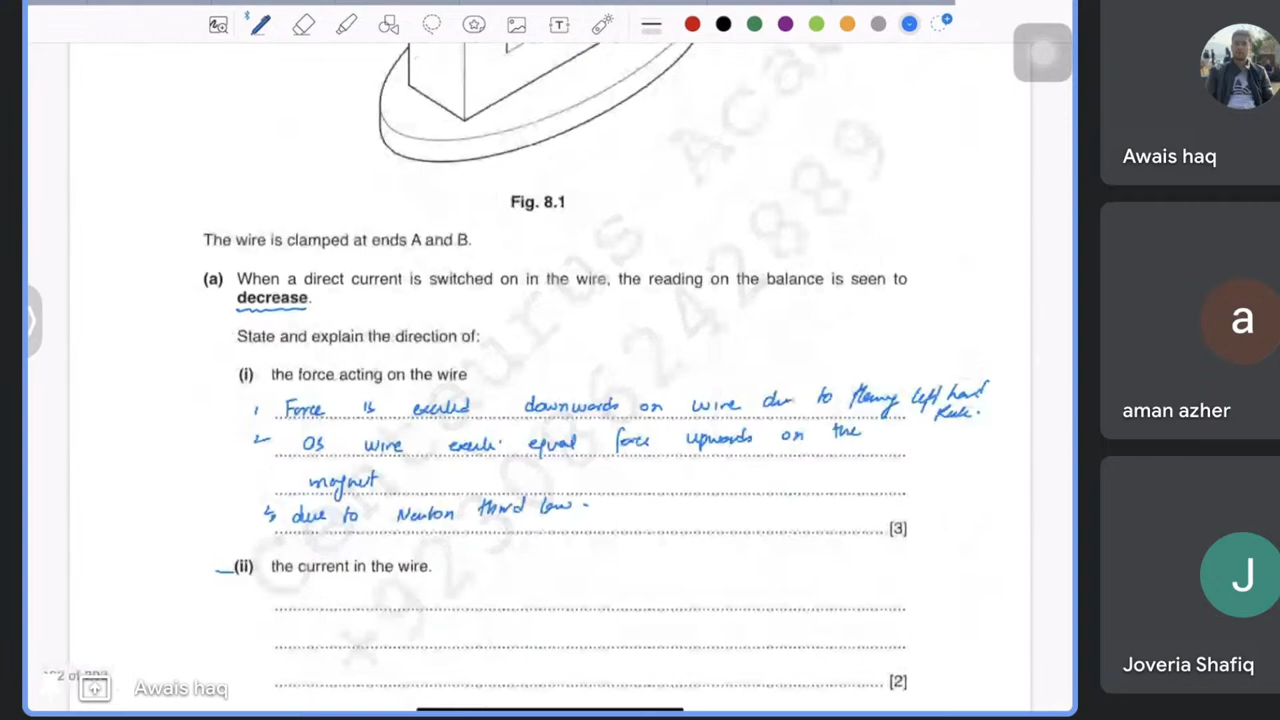 Fig. 8.1
The wire is clamped at ends A and B.
(a) When a direct current is switched on in the wire, the reading on the balance is seen to
decrease.
State and explain the direction of:
(i) the force acting on the wire
1 Force is downwards on wire due to left hand
Rule.
2 os wire equal force upwards on the
magnet
3 due to Newton third law.
[3]
(ii) the current in the wire.
[2]
Centaurus Aca
+923086242889
Awais haq
Awais haq
a
aman azher
J
Joveria Shafiq